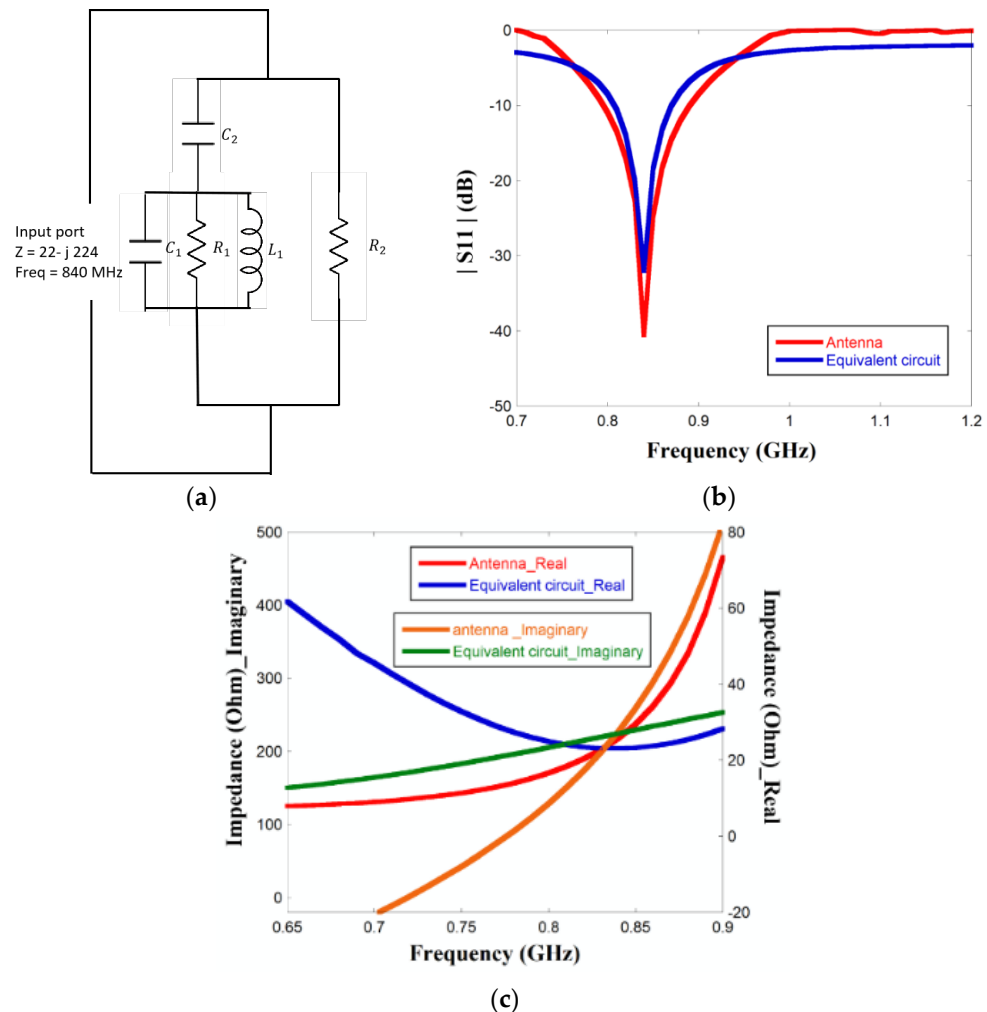 C₂
C₁
R₁
L₁
R₂
Input port
Z = 22- j 224
Freq = 840 MHz
(a)
| S11 | (dB)
0
-10
-20
-30
-40
-50
Antenna
Equivalent circuit
0.7
0.8
0.9
1
1.1
1.2
Frequency (GHz)
(b)
Impedance (Ohm)_Imaginary
500
400
300
200
100
0
Antenna_Real
Equivalent circuit_Real
antenna _Imaginary
Equivalent circuit_Imaginary
80
60
40
20
0
-20
Impedance (Ohm)_Real
0.65
0.7
0.75
0.8
0.85
0.9
Frequency (GHz)
(c)